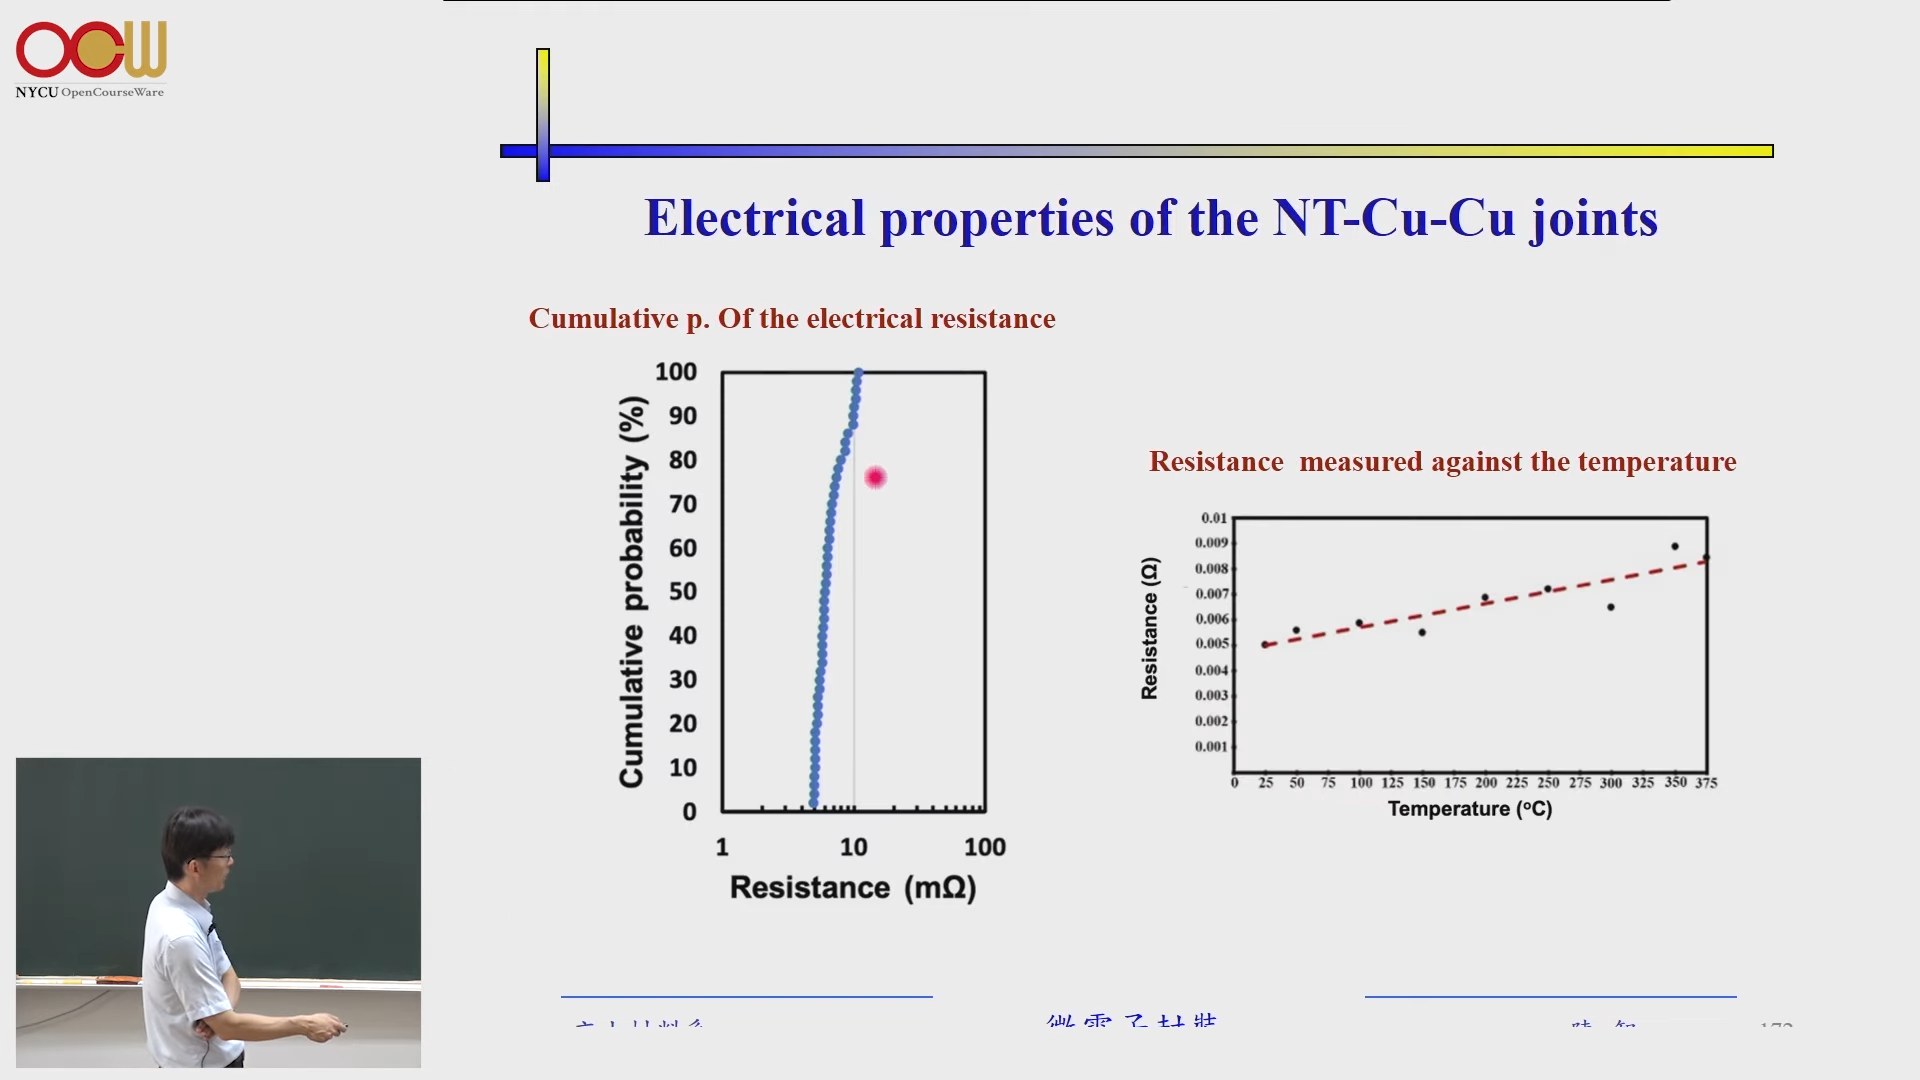 NYCU OpenCourseWare
Electrical properties of the NT-Cu-Cu joints
Cumulative p. Of the electrical resistance
100
90
80
70
60
50
40
30
20
10
0
Cumulative probability (%)
1 10 100
Resistance (mΩ)
Resistance measured against the temperature
0.01
0.009
0.008
0.007
0.006
0.005
0.004
0.003
0.002
0.001
Resistance (Ω)
0 25 50 75 100 125 150 175 200 225 250 275 300 325 350 375
Temperature (°C)
微電子封裝